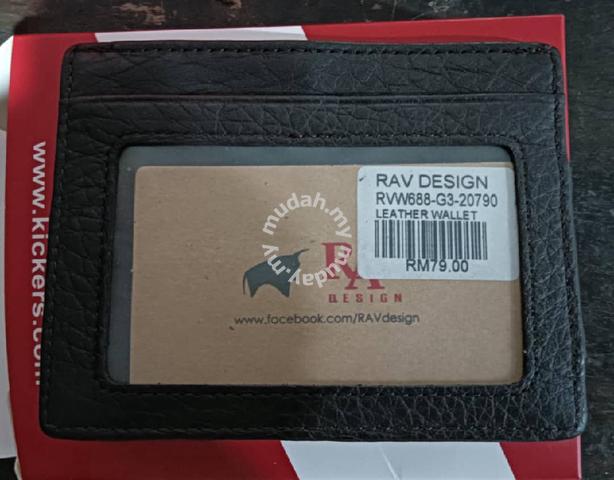 www.kickers.com
RAV DESIGN
RVW688-G3-20790
LEATHER WALLET
RM79.00
mudah.my mudah.my
RA
DESIGN
www.facebook.com/RAVdesign